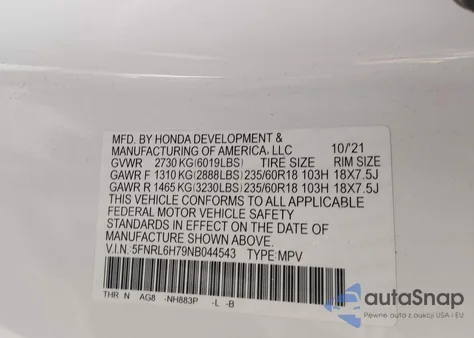 MFD. BY HONDA DEVELOPMENT &
MANUFACTURING OF AMERICA, LLC 10/'21
GVWR 2730 KG (6019LBS) TIRE SIZE RIM SIZE
GAWR F 1310 KG (2888LBS) 235/60R18 103H 18X7.5J
GAWR R 1465 KG (3230LBS) 235/60R18 103H 18X7.5J
THIS VEHICLE CONFORMS TO ALL APPLICABLE
FEDERAL MOTOR VEHICLE SAFETY
STANDARDS IN EFFECT ON THE DATE OF
MANUFACTURE SHOWN ABOVE.
V.I.N.: 5FNRL6H79NB044543 TYPE: MPV
THR N AG8 -NH883P -L -B
autoSnap
Pewne auto z aukcji w USA i EU